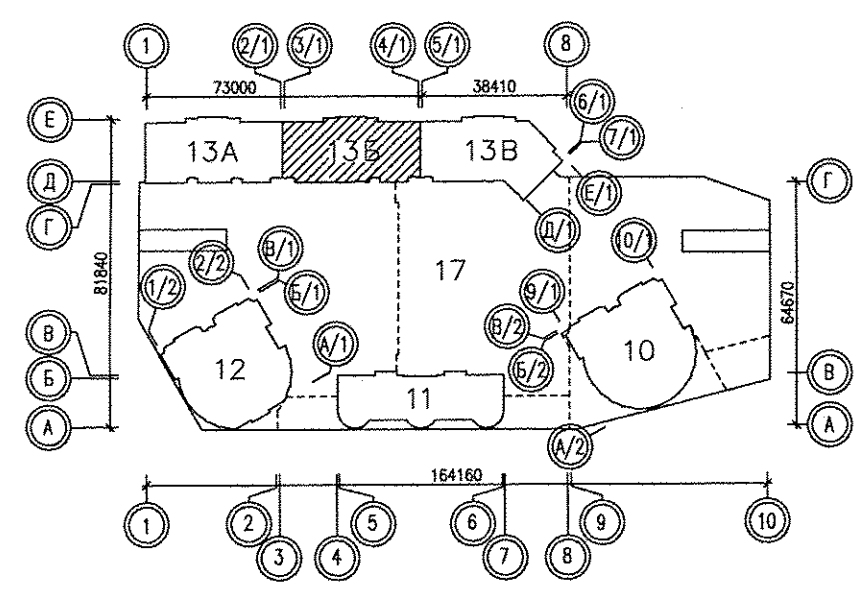 1 2/1 3/1 4/1 5/1 8
73000 38410
6/1
7/1
Е
13А 13Б 13В
Д Г
Е/1
Г
Д/1
10/1
В/1
2/2
Б/1
81840
1/2
17
9/1
64670
В/2
В
А/1
Б/2
12
10
Б
В
11
А
А
А/2
164160
1 2 5 6 9 10
3 4 7 8